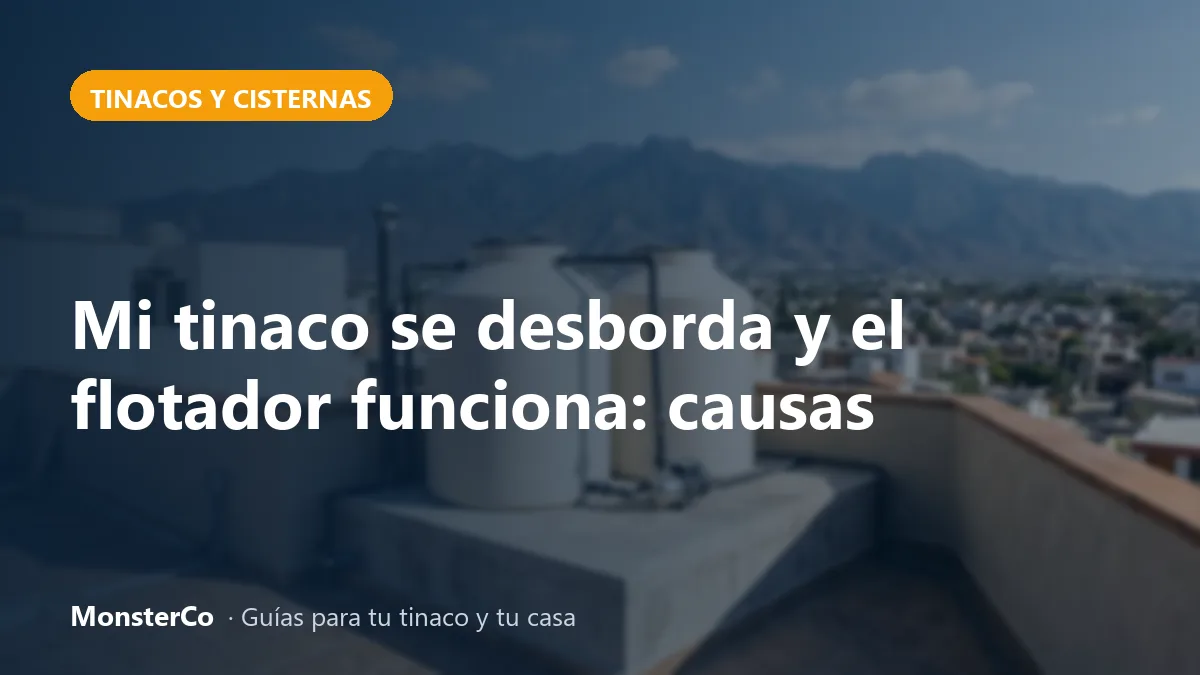 TINACOS Y CISTERNAS
Mi tinaco se desborda y el
flotador funciona: causas
MonsterCo · Guías para tu tinaco y tu casa